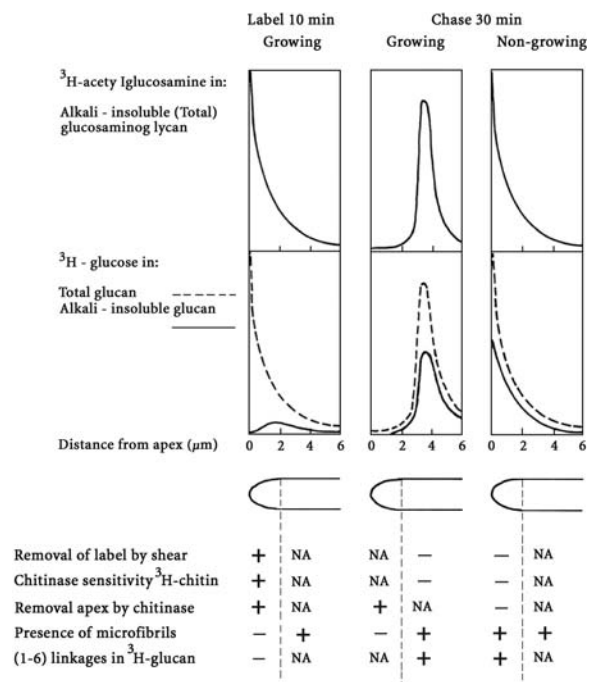 Label 10 min
Chase 30 min
Growing
Growing
Non-growing
³H-acety Iglucosamine in:
Alkali - insoluble (Total)
glucosaminog lycan
³H - glucose in:
Total glucan
Alkali - insoluble glucan
Distance from apex (µm)
0 2 4 6
0 2 4 6
0 2 4 6
Removal of label by shear + NA NA – – NA
Chitinase sensitivity ³H-chitin + NA NA – – NA
Removal apex by chitinase + NA + NA – NA
Presence of microfibrils – + – + + +
(1-6) linkages in ³H-glucan – NA NA + + NA